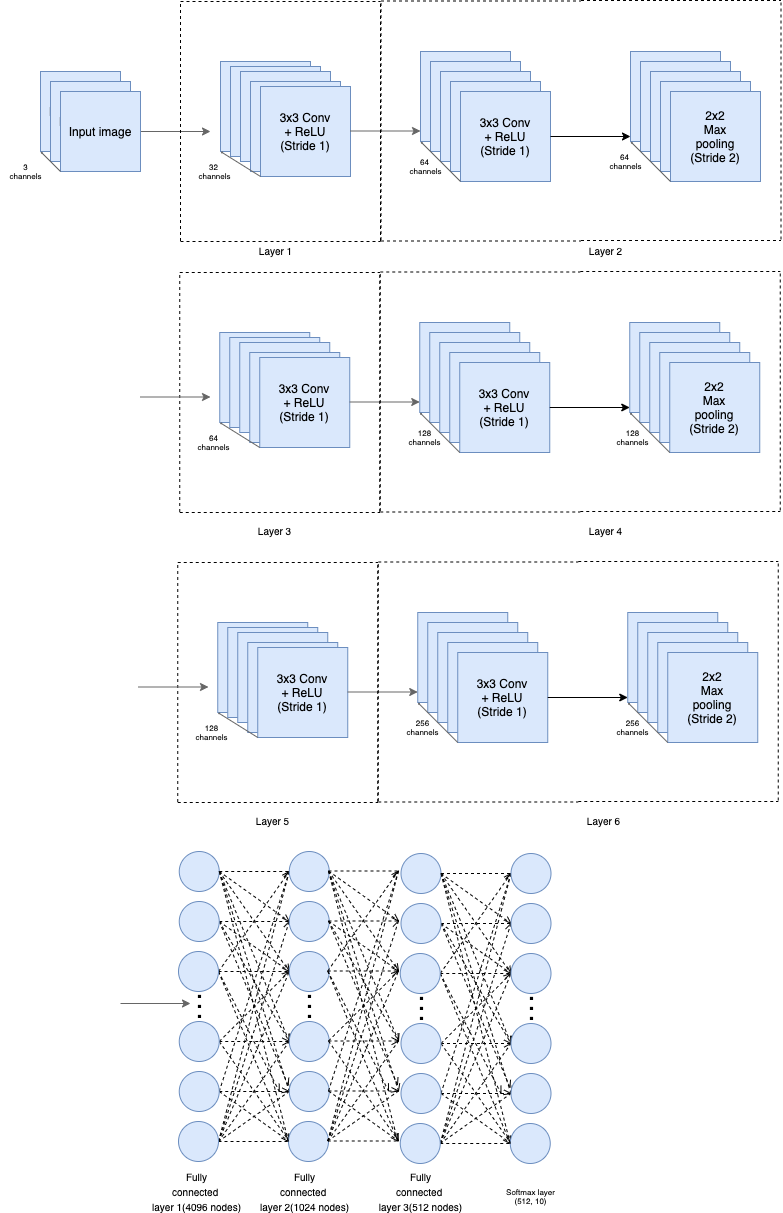 Input image
3
channels
3x3 Conv
+ ReLU
(Stride 1)
32
channels
3x3 Conv
+ ReLU
(Stride 1)
64
channels
2x2
Max
pooling
(Stride 2)
64
channels
Layer 1
Layer 2
3x3 Conv
+ ReLU
(Stride 1)
64
channels
3x3 Conv
+ ReLU
(Stride 1)
128
channels
2x2
Max
pooling
(Stride 2)
128
channels
Layer 3
Layer 4
3x3 Conv
+ ReLU
(Stride 1)
128
channels
3x3 Conv
+ ReLU
(Stride 1)
256
channels
2x2
Max
pooling
(Stride 2)
256
channels
Layer 5
Layer 6
Fully
connected
layer 1(4096 nodes)
Fully
connected
layer 2(1024 nodes)
Fully
connected
layer 3(512 nodes)
Softmax layer
(512, 10)